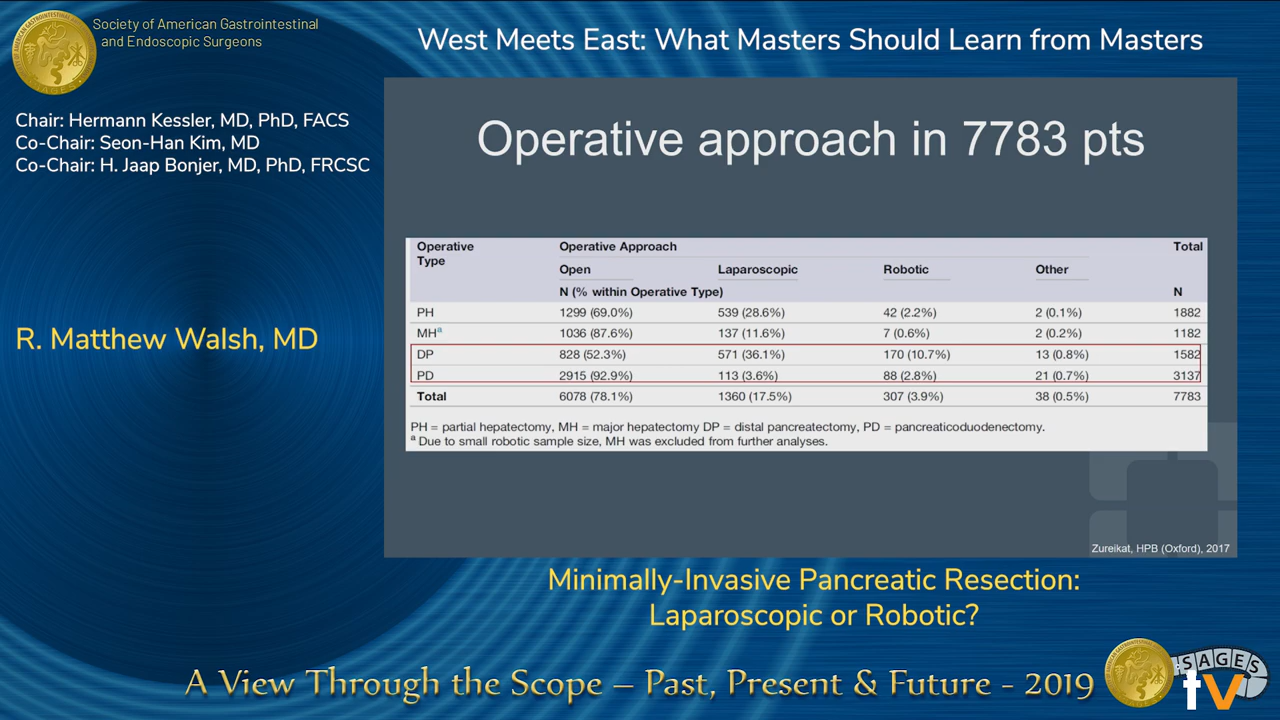 Society of American Gastrointestinal
and Endoscopic Surgeons
West Meets East: What Masters Should Learn from Masters
Chair: Hermann Kessler, MD, PhD, FACS
Co-Chair: Seon-Han Kim, MD
Co-Chair: H. Jaap Bonjer, MD, PhD, FRCSC
R. Matthew Walsh, MD
Operative approach in 7783 pts
Operative Type Operative Approach Total
Open Laparoscopic Robotic Other
N (% within Operative Type) N
PH 1299 (69.0%) 539 (28.6%) 42 (2.2%) 2 (0.1%) 1882
MHa 1036 (87.6%) 137 (11.6%) 7 (0.6%) 2 (0.2%) 1182
DP 828 (52.3%) 571 (36.1%) 170 (10.7%) 13 (0.8%) 1582
PD 2915 (92.9%) 113 (3.6%) 88 (2.8%) 21 (0.7%) 3137
Total 6078 (78.1%) 1360 (17.5%) 307 (3.9%) 38 (0.5%) 7783
PH = partial hepatectomy, MH = major hepatectomy DP = distal pancreatectomy, PD = pancreaticoduodenectomy.
a Due to small robotic sample size, MH was excluded from further analyses.
Zureikat, HPB (Oxford), 2017
Minimally-Invasive Pancreatic Resection:
Laparoscopic or Robotic?
A View Through the Scope – Past, Present & Future - 2019
SAGES
tv